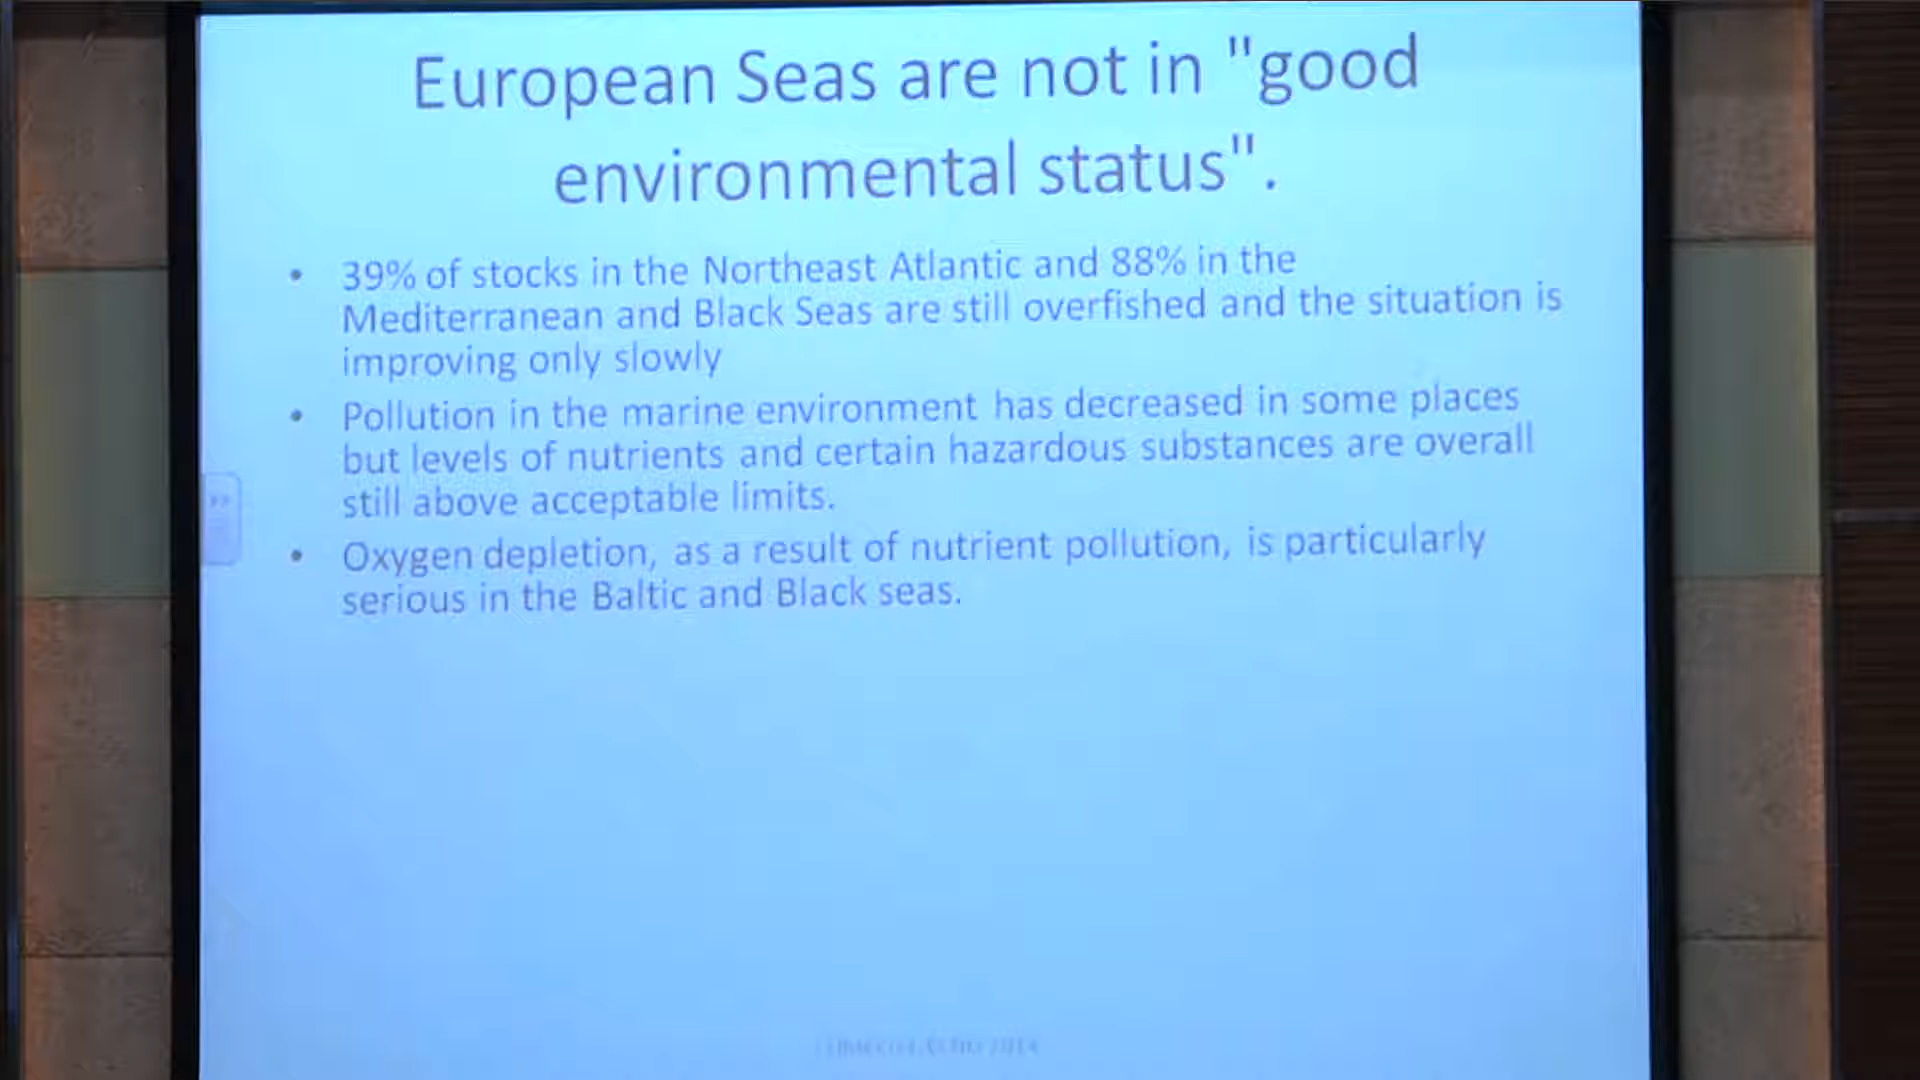 European Seas are not in "good
environmental status".
• 39% of stocks in the Northeast Atlantic and 88% in the
Mediterranean and Black Seas are still overfished and the situation is
improving only slowly
• Pollution in the marine environment has decreased in some places
but levels of nutrients and certain hazardous substances are overall
still above acceptable limits.
• Oxygen depletion, as a result of nutrient pollution, is particularly
serious in the Baltic and Black seas.